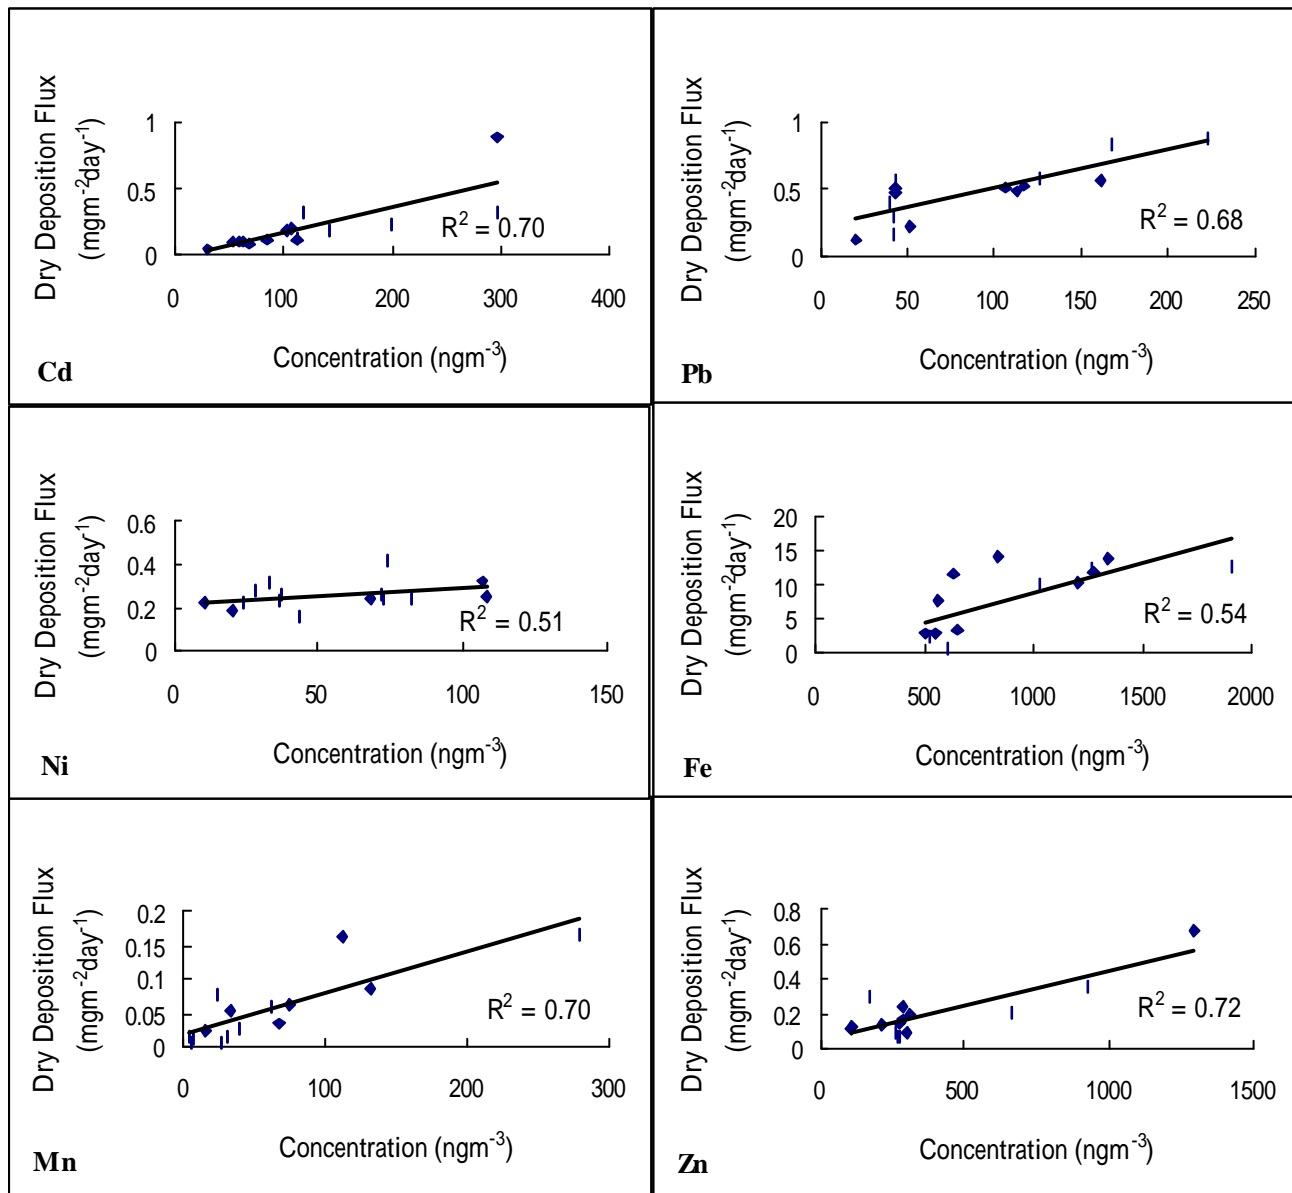 Dry Deposition Flux
(mgm⁻²day⁻¹)
1
0.5
0
R² = 0.70
0 100 200 300 400
Concentration (ngm⁻³)
Cd
Dry Deposition Flux
(mgm⁻²day⁻¹)
1
0.5
0
R² = 0.68
0 50 100 150 200 250
Concentration (ngm⁻³)
Pb
Dry Deposition Flux
(mgm⁻²day⁻¹)
0.6
0.4
0.2
0
R² = 0.51
0 50 100 150
Concentration (ngm⁻³)
Ni
Dry Deposition Flux
(mgm⁻²day⁻¹)
20
15
10
5
0
R² = 0.54
0 500 1000 1500 2000
Concentration (ngm⁻³)
Fe
Dry Deposition Flux
(mgm⁻²day⁻¹)
0.2
0.15
0.1
0.05
0
R² = 0.70
0 100 200 300
Concentration (ngm⁻³)
Mn
Dry Deposition Flux
(mgm⁻²day⁻¹)
0.8
0.6
0.4
0.2
0
R² = 0.72
0 500 1000 1500
Concentration (ngm⁻³)
Zn